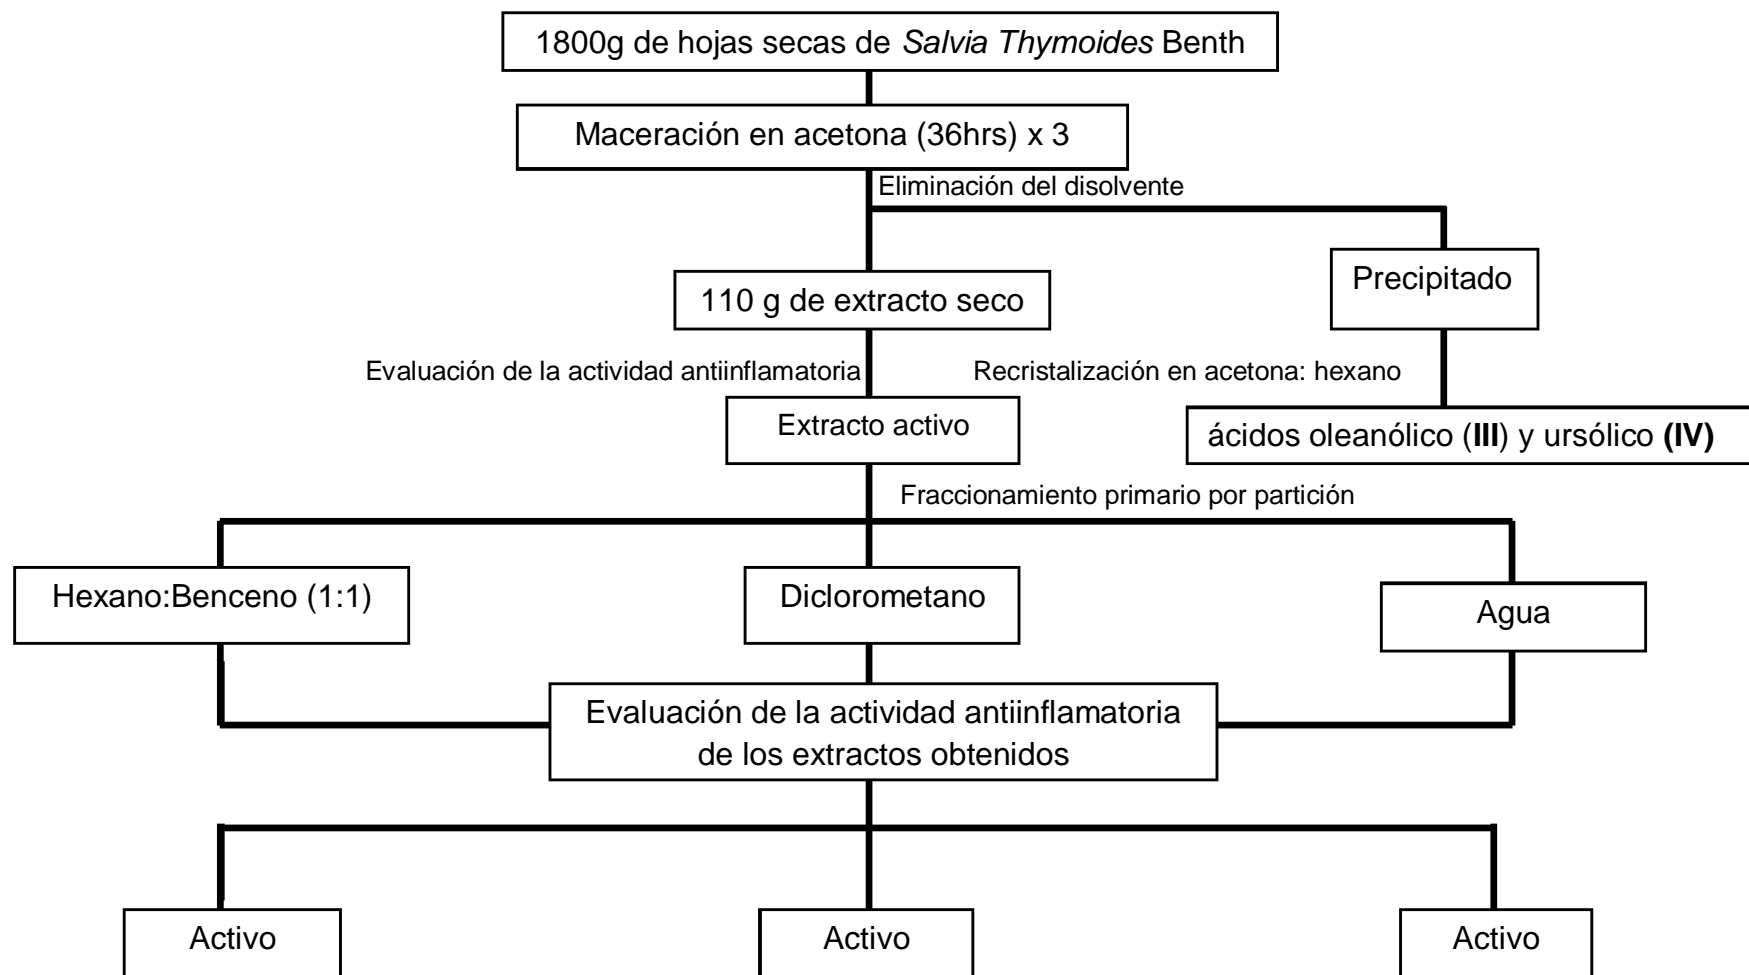 1800g de hojas secas de Salvia Thymoides Benth
Maceración en acetona (36hrs) x 3
Eliminación del disolvente
Precipitado
110 g de extracto seco
Evaluación de la actividad antiinflamatoria
Recristalización en acetona: hexano
Extracto activo
ácidos oleanólico (III) y ursólico (IV)
Fraccionamiento primario por partición
Hexano:Benceno (1:1)
Diclorometano
Agua
Evaluación de la actividad antiinflamatoria
de los extractos obtenidos
Activo
Activo
Activo